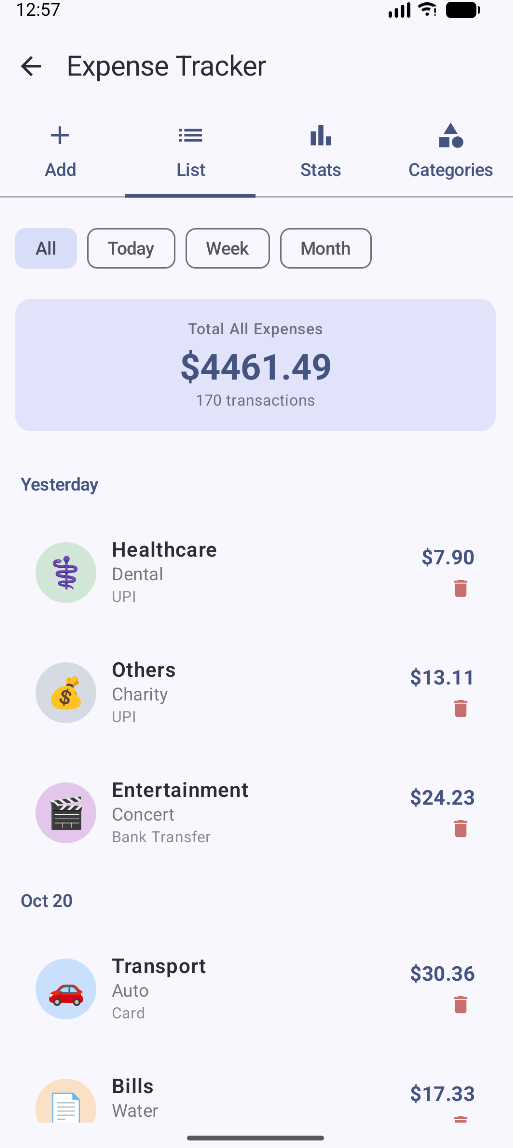 12:57
Expense Tracker
Add
List
Stats
Categories
All
Today
Week
Month
Total All Expenses
$4461.49
170 transactions
Yesterday
Healthcare
$7.90
Dental
UPI
Others
$13.11
Charity
UPI
Entertainment
$24.23
Concert
Bank Transfer
Oct 20
Transport
$30.36
Auto
Card
Bills
$17.33
Water